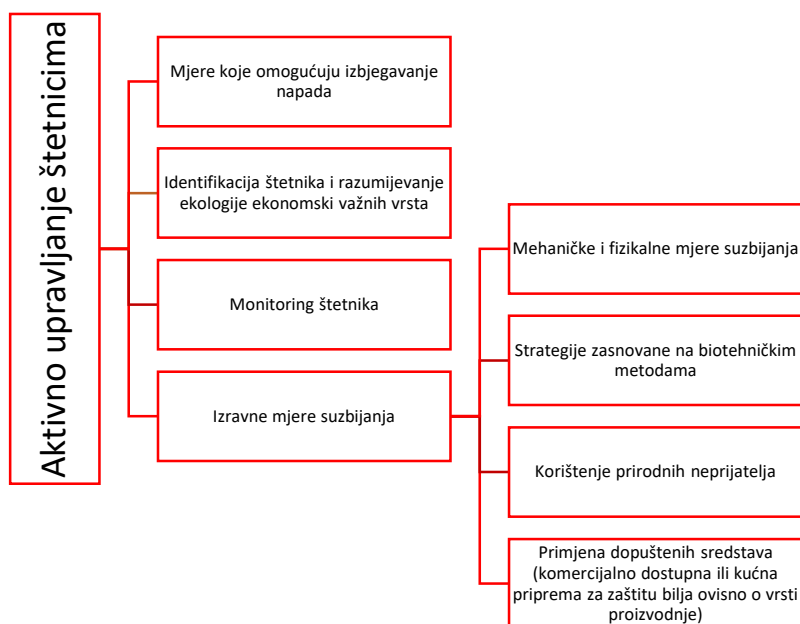 Aktivno upravljanje štetnicima
Mjere koje omogućuju izbjegavanje
napada
Identifikacija štetnika i razumijevanje
ekologije ekonomski važnih vrsta
Monitoring štetnika
Izravne mjere suzbijanja
Mehaničke i fizikalne mjere suzbijanja
Strategije zasnovane na biotehničkim
metodama
Korištenje prirodnih neprijatelja
Primjena dopuštenih sredstava
(komercijalno dostupna ili kućna
priprema za zaštitu bilja ovisno o vrsti
proizvodnje)